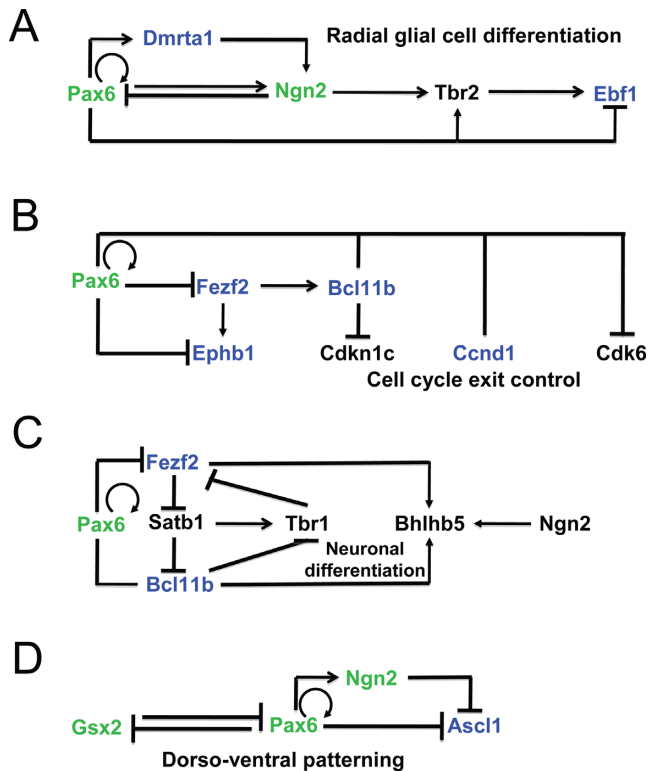 A
Dmrta1
Radial glial cell differentiation
Pax6
Ngn2
Tbr2
Ebf1
B
Pax6
Fezf2
Bcl11b
Ephb1
Cdkn1c
Ccnd1
Cdk6
Cell cycle exit control
C
Fezf2
Pax6
Satb1
Tbr1
Bhlhb5
Ngn2
Neuronal
differentiation
Bcl11b
D
Ngn2
Gsx2
Pax6
Ascl1
Dorso-ventral patterning